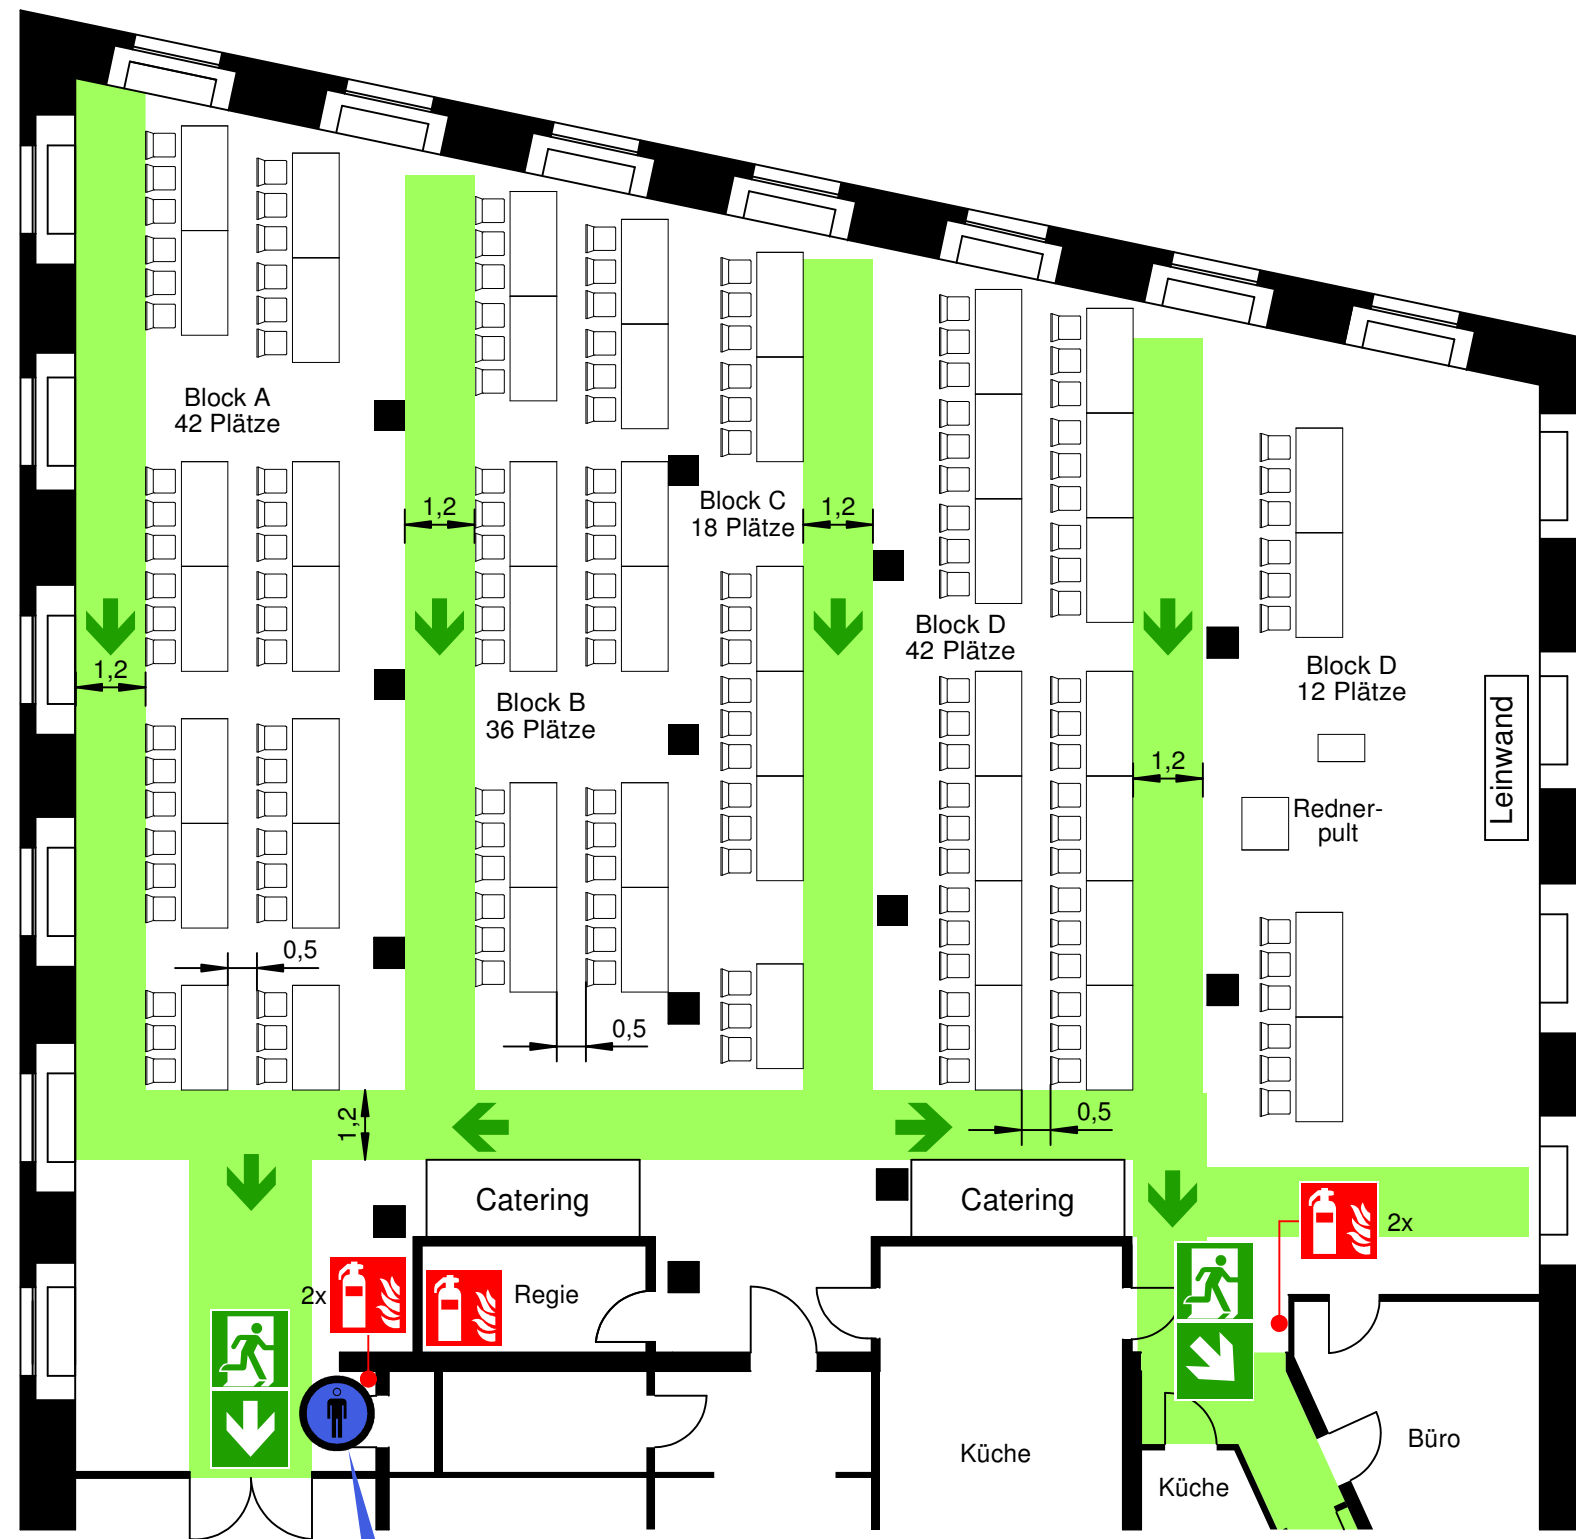 Block A
42 Plätze
1,2
Block C
18 Plätze
1,2
Block D
42 Plätze
1,2
Block B
36 Plätze
Block D
12 Plätze
Leinwand
1,2
Redner-
pult
0,5
0,5
1,2
0,5
Catering
Catering
2x
2x
Regie
Küche
Büro
Küche